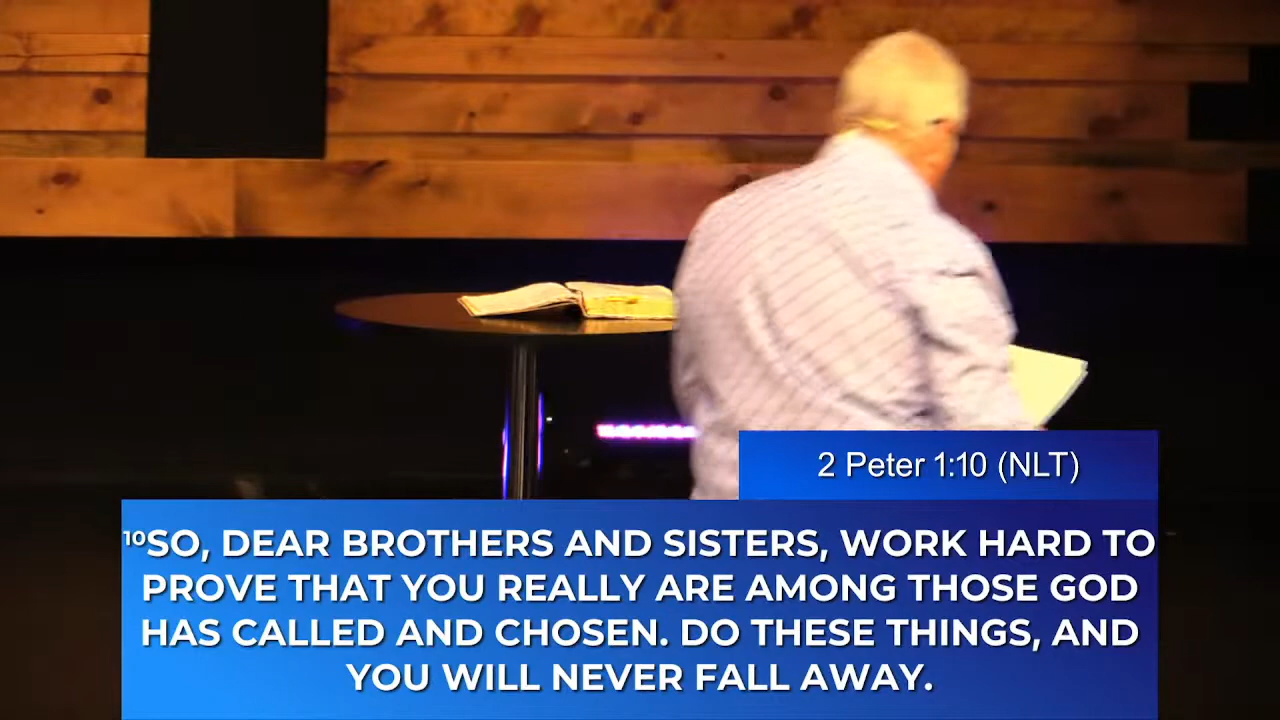 2 Peter 1:10 (NLT)
¹⁰SO, DEAR BROTHERS AND SISTERS, WORK HARD TO
PROVE THAT YOU REALLY ARE AMONG THOSE GOD
HAS CALLED AND CHOSEN. DO THESE THINGS, AND
YOU WILL NEVER FALL AWAY.